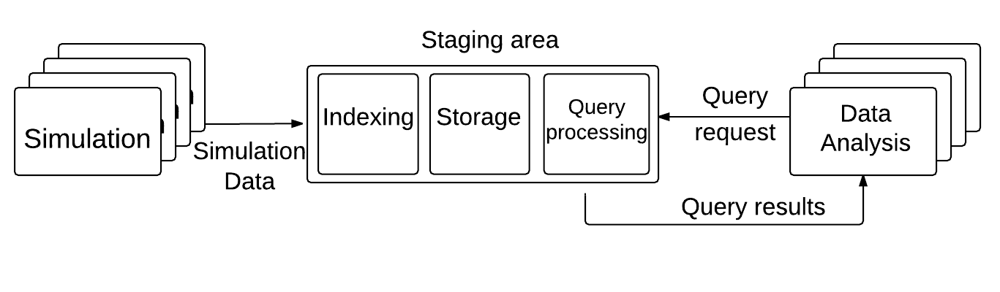 Staging area
Simulation
Simulation
Data
Indexing
Storage
Query
processing
Query
request
Data
Analysis
Query results